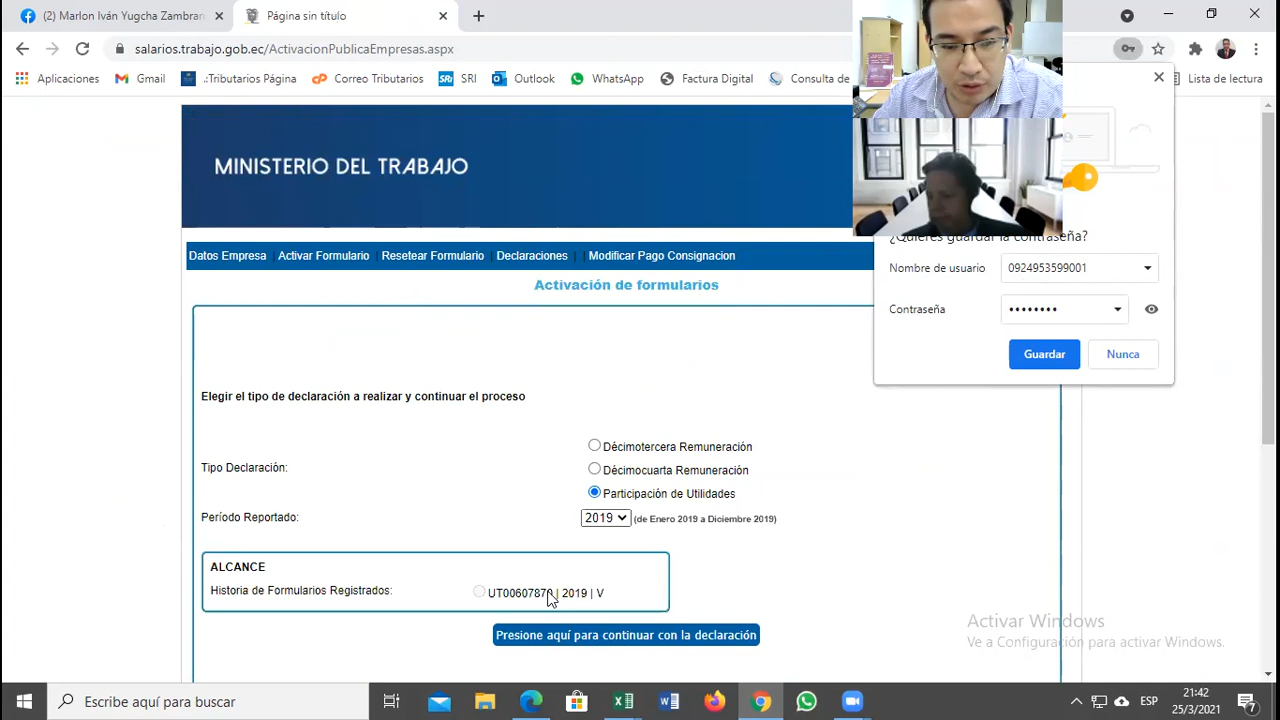 (2) Marlon Iván Yugcha Zambran
Página sin título
salarios.trabajo.gob.ec/ActivacionPublicaEmpresas.aspx
Aplicaciones
Gmail
.:Tributarios Página
Correo Tributarios
SRI
Outlook
WhatsApp
Factura Digital
Consulta de
Lista de lectura
MINISTERIO DEL TRABAJO
¿Quieres guardar la contraseña?
Nombre de usuario
0924953599001
Contraseña
••••••••
Guardar
Nunca
Datos Empresa
Activar Formulario
Resetear Formulario
Declaraciones
| |
Modificar Pago Consignacion
Activación de formularios
Elegir el tipo de declaración a realizar y continuar el proceso
Tipo Declaración:
Décimotercera Remuneración
Décimocuarta Remuneración
Participación de Utilidades
Período Reportado:
2019
(de Enero 2019 a Diciembre 2019)
ALCANCE
Historia de Formularios Registrados:
| 2019 | V
Presione aquí para continuar con la declaración
Activar Windows
Ve a Configuración para activar Windows.
Escribe aquí para buscar
ESP
21:42
25/3/2021
7